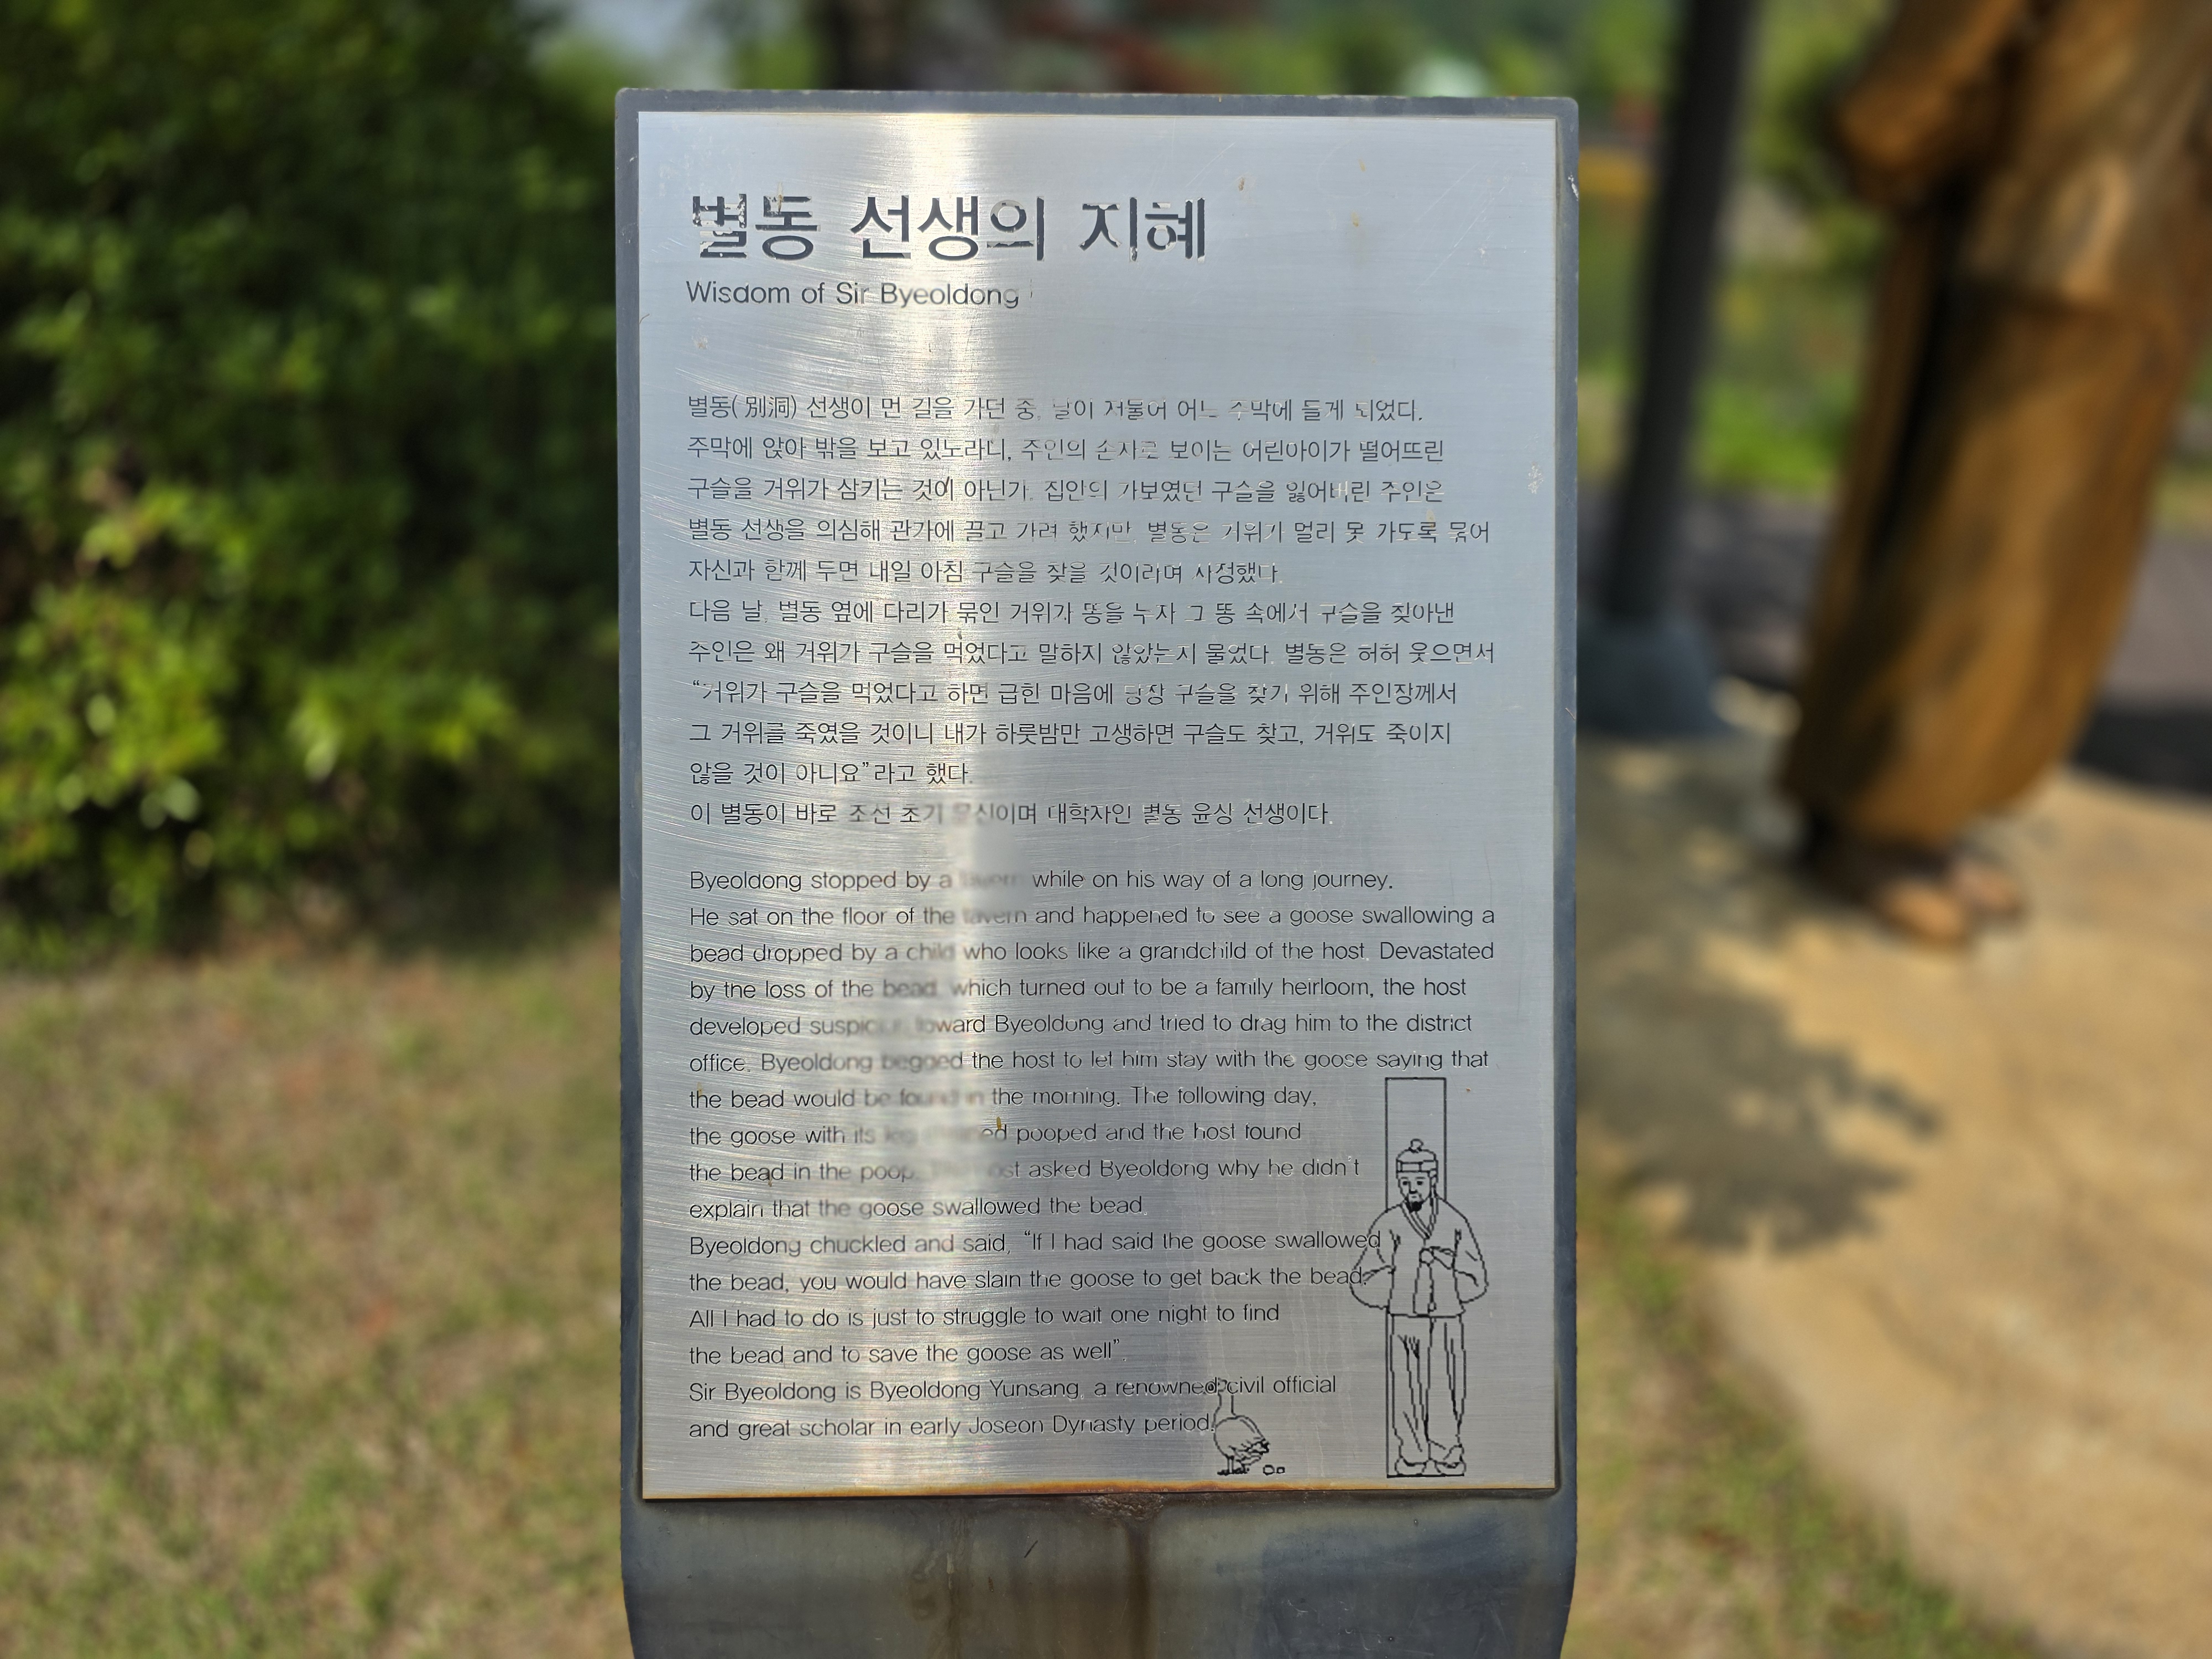 별동 선생의 지혜
Wisdom of Sir Byeoldong
별동(別洞) 선생이 먼 길을 가던 중, 날이 저물어 어느 주막에 들게 되었다.
주막에 앉아 밖을 보고 있노라니, 주인의 손자로 보이는 어린아이가 떨어뜨린
구슬을 거위가 삼키는 것이 아닌가. 집안의 가보였던 구슬을 잃어버린 주인은
별동 선생을 의심해 관가에 끌고 가려 했지만, 별동은 거위가 멀리 못 가도록 묶어
자신과 함께 두면 내일 아침 구슬을 찾을 것이라며 사정했다.
다음 날, 별동 옆에 다리가 묶인 거위가 똥을 누자 그 똥 속에서 구슬을 찾아낸
주인은 왜 거위가 구슬을 먹었다고 말하지 않았는지 물었다. 별동은 허허 웃으면서
“거위가 구슬을 먹었다고 하면 급한 마음에 당장 구슬을 찾기 위해 주인장께서
그 거위를 죽였을 것이니 내가 하룻밤만 고생하면 구슬도 찾고, 거위도 죽이지
않을 것이 아니요”라고 했다.
이 별동이 바로 조선 초기 문신이며 대학자인 별동 윤상 선생이다.
Byeoldong stopped by a while on his way of a long journey.
He sat on the floor of the tavern and happened to see a goose swallowing a
bead dropped by a child who looks like a grandchild of the host. Devastated
by the loss of the bead, which turned out to be a family heirloom, the host
developed toward Byeoldong and tried to drag him to the district
office. Byeoldong begged the host to let him stay with the goose saying that
the bead would be found in the morning. The following day,
the goose with its pooped and the host found
the bead in the poop. asked Byeoldong why he didn't
explain that the goose swallowed the bead.
Byeoldong chuckled and said, “If I had said the goose swallowed
the bead, you would have slain the goose to get back the bead.
All I had to do is just to struggle to wait one night to find
the bead and to save the goose as well”.
Sir Byeoldong is Byeoldong Yunsang, a renowned civil official
and great scholar in early Joseon Dynasty period.